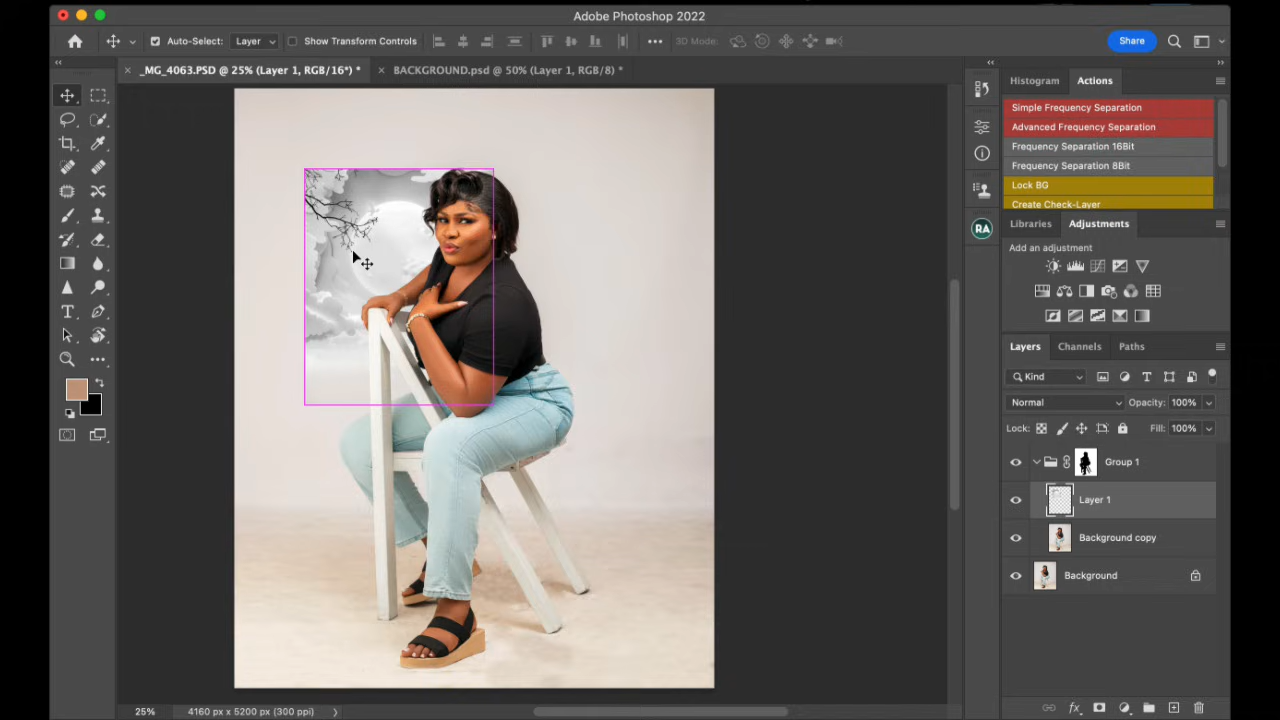 Adobe Photoshop 2022
Auto-Select: Layer Show Transform Controls 3D Mode: Share
_MG_4063.PSD @ 25% (Layer 1, RGB/16*) * BACKGROUND.psd @ 50% (Layer 1, RGB/8) *
Histogram Actions
Simple Frequency Separation
Advanced Frequency Separation
Frequency Separation 16Bit
Frequency Separation 8Bit
Lock BG
Create Check-Layer
Libraries Adjustments
RA
Add an adjustment
Layers Channels Paths
Kind
Normal Opacity: 100%
Lock: Fill: 100%
Group 1
Layer 1
Background copy
Background
25% 4160 px x 5200 px (300 ppi)